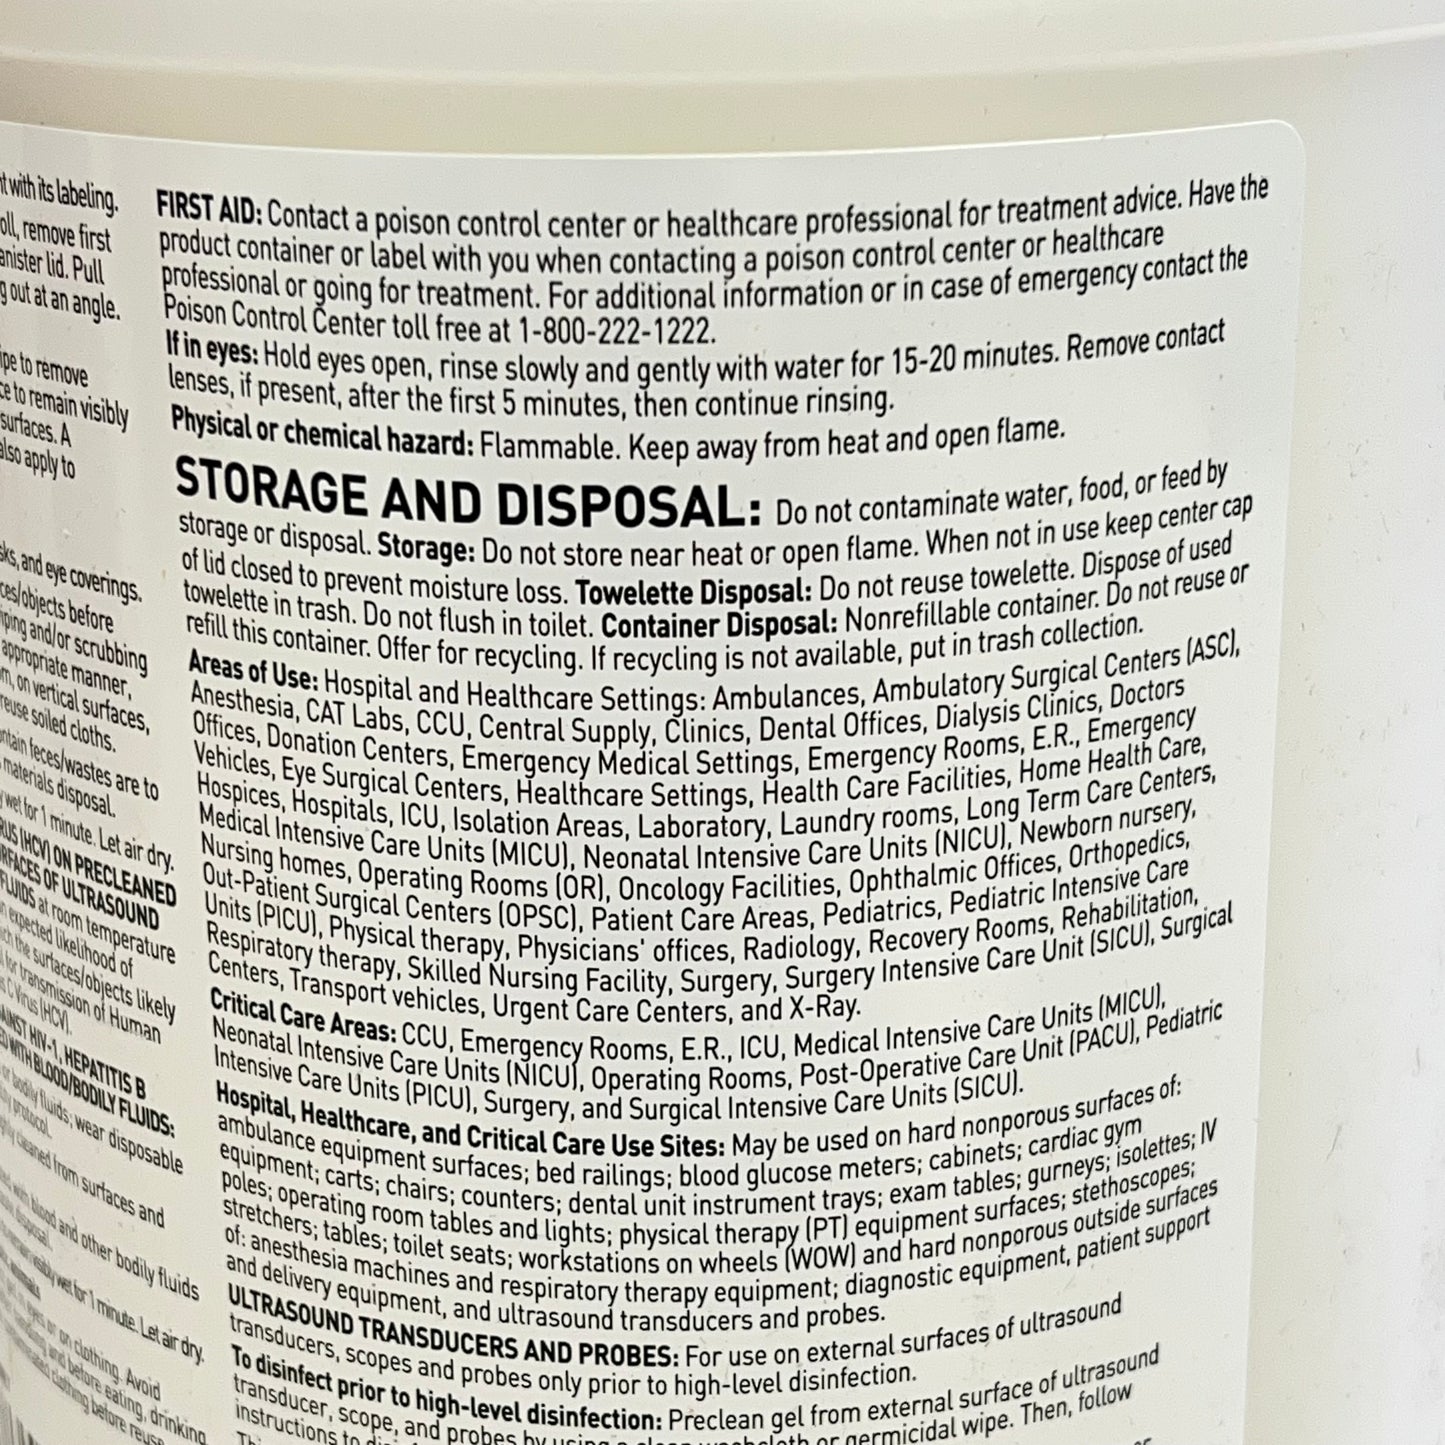 t with its labeling.
oll, remove first
anister lid. Pull
g out at an angle.
ipe to remove
ce to remain visibly
surfaces. A
also apply to
sks, and eye coverings.
ces/objects before
iping and/or scrubbing
appropriate manner,
m, on vertical surfaces,
reuse soiled cloths.
ntain feces/wastes are to
materials disposal.
y wet for 1 minute. Let air dry.
RUS (HCV) ON PRECLEANED
URFACES OF ULTRASOUND
FLUIDS at room temperature
n expected likelihood of
ich the surfaces/objects likely
l for transmission of Human
s C Virus (HCV).
AINST HIV-1, HEPATITIS B
ED WITH BLOOD/BODILY FLUIDS:
or bodily fluids, wear disposable
protocol.
cleaned from surfaces and
with blood and other bodily fluids
disposal.
visibly wet for 1 minute. Let air dry.
animals
eyes or on clothing. Avoid
and before eating, drinking
clothing before reuse
FIRST AID: Contact a poison control center or healthcare professional for treatment advice. Have the
product container or label with you when contacting a poison control center or healthcare
professional or going for treatment. For additional information or in case of emergency contact the
Poison Control Center toll free at 1-800-222-1222.
If in eyes: Hold eyes open, rinse slowly and gently with water for 15-20 minutes. Remove contact
lenses, if present, after the first 5 minutes, then continue rinsing.
Physical or chemical hazard: Flammable. Keep away from heat and open flame.
STORAGE AND DISPOSAL: Do not contaminate water, food, or feed by
storage or disposal. Storage: Do not store near heat or open flame. When not in use keep center cap
of lid closed to prevent moisture loss. Towelette Disposal: Do not reuse towelette. Dispose of used
towelette in trash. Do not flush in toilet. Container Disposal: Nonrefillable container. Do not reuse or
refill this container. Offer for recycling. If recycling is not available, put in trash collection.
Areas of Use: Hospital and Healthcare Settings: Ambulances, Ambulatory Surgical Centers (ASC),
Anesthesia, CAT Labs, CCU, Central Supply, Clinics, Dental Offices, Dialysis Clinics, Doctors
Offices, Donation Centers, Emergency Medical Settings, Emergency Rooms, E.R., Emergency
Vehicles, Eye Surgical Centers, Healthcare Settings, Health Care Facilities, Home Health Care,
Hospices, Hospitals, ICU, Isolation Areas, Laboratory, Laundry rooms, Long Term Care Centers,
Medical Intensive Care Units (MICU), Neonatal Intensive Care Units (NICU), Newborn nursery,
Nursing homes, Operating Rooms (OR), Oncology Facilities, Ophthalmic Offices, Orthopedics,
Out-Patient Surgical Centers (OPSC), Patient Care Areas, Pediatrics, Pediatric Intensive Care
Units (PICU), Physical therapy, Physicians' offices, Radiology, Recovery Rooms, Rehabilitation,
Respiratory therapy, Skilled Nursing Facility, Surgery, Surgery Intensive Care Unit (SICU), Surgical
Centers, Transport vehicles, Urgent Care Centers, and X-Ray.
Critical Care Areas: CCU, Emergency Rooms, E.R., ICU, Medical Intensive Care Units (MICU),
Neonatal Intensive Care Units (NICU), Operating Rooms, Post-Operative Care Unit (PACU), Pediatric
Intensive Care Units (PICU), Surgery, and Surgical Intensive Care Units (SICU).
Hospital, Healthcare, and Critical Care Use Sites: May be used on hard nonporous surfaces of:
ambulance equipment surfaces; bed railings; blood glucose meters; cabinets; cardiac gym
equipment; carts; chairs; counters; dental unit instrument trays; exam tables; gurneys; isolettes; IV
poles; operating room tables and lights; physical therapy (PT) equipment surfaces; stethoscopes;
stretchers; tables; toilet seats; workstations on wheels (WOW) and hard nonporous outside surfaces
of: anesthesia machines and respiratory therapy equipment; diagnostic equipment, patient support
and delivery equipment, and ultrasound transducers and probes.
ULTRASOUND TRANSDUCERS AND PROBES: For use on external surfaces of ultrasound
transducers, scopes and probes only prior to high-level disinfection.
To disinfect prior to high-level disinfection: Preclean gel from external surface of ultrasound
transducer, scope, and probes by using a clean washcloth or germicidal wipe. Then, follow
instructions to